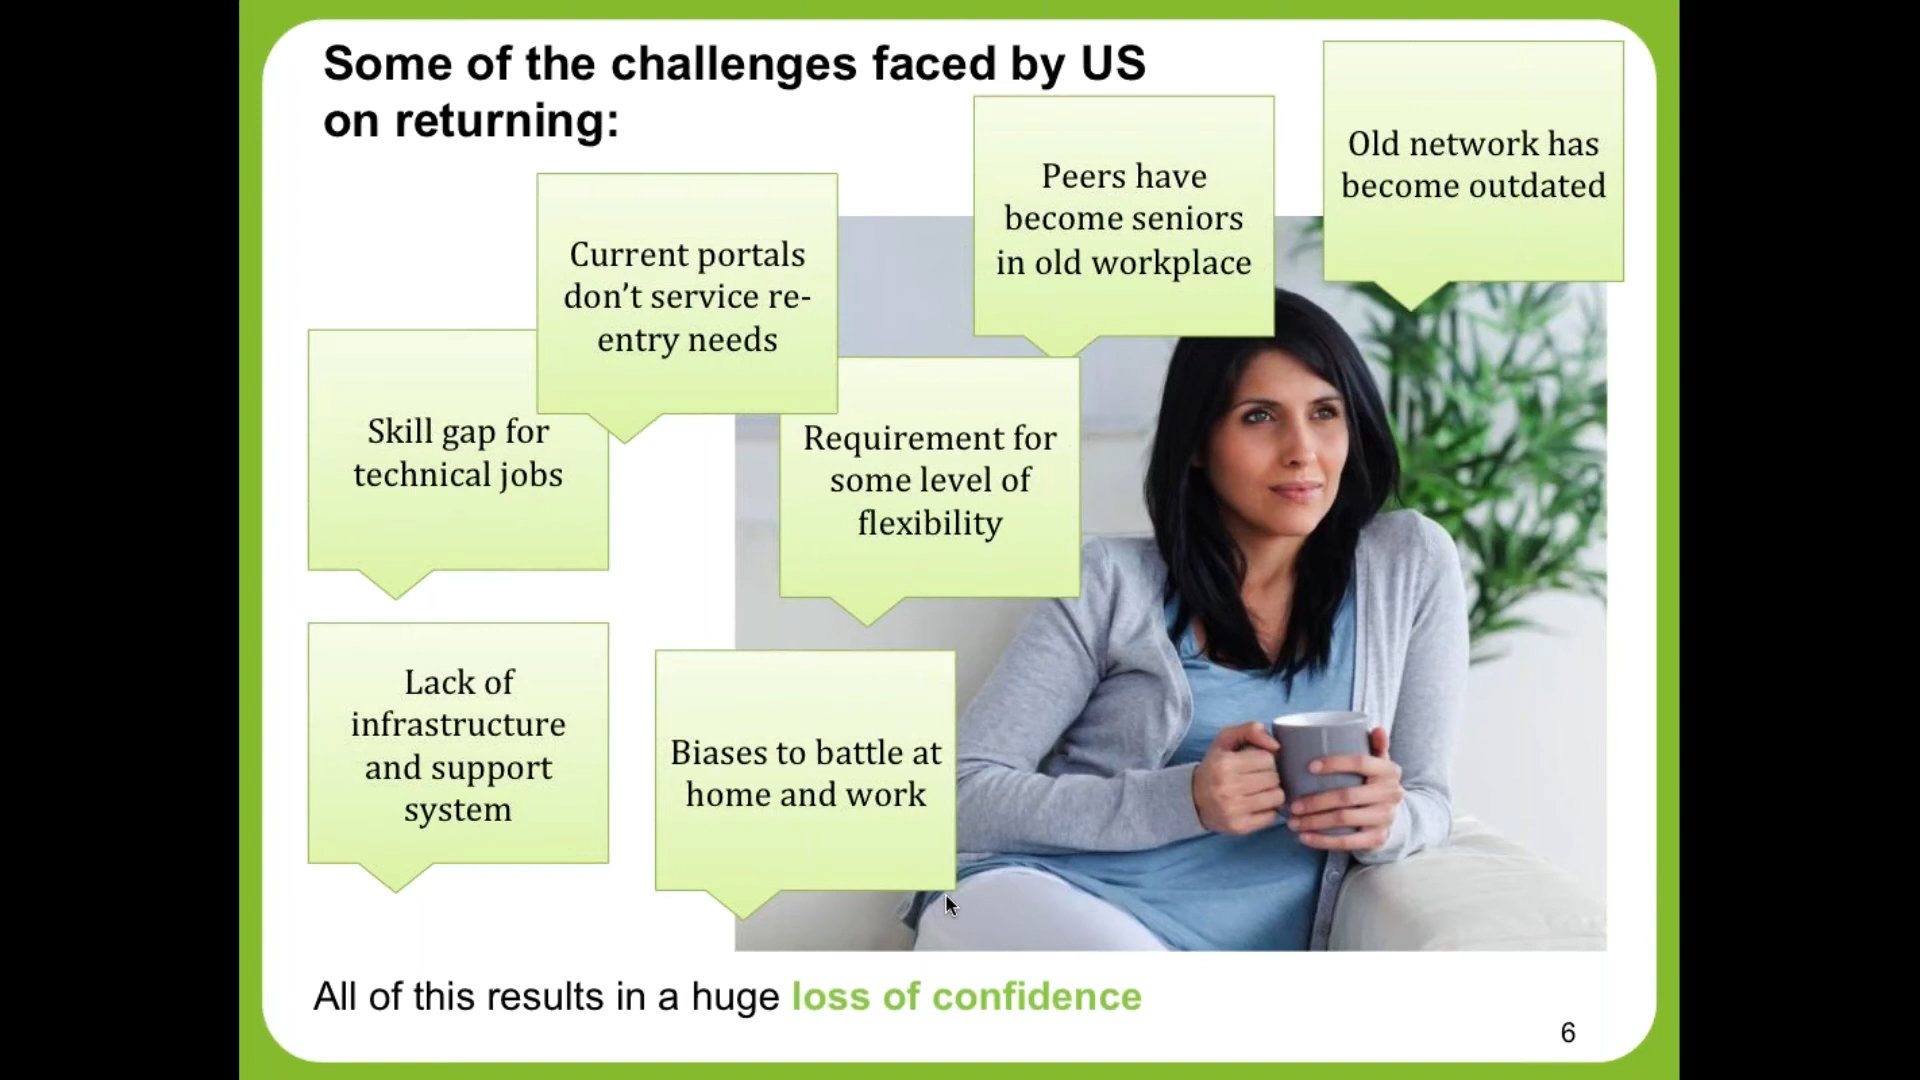 Some of the challenges faced by US
on returning:
Old network has
become outdated
Peers have
become seniors
in old workplace
Current portals
don’t service re-
entry needs
Skill gap for
technical jobs
Requirement for
some level of
flexibility
Lack of
infrastructure
and support
system
Biases to battle at
home and work
All of this results in a huge loss of confidence
6